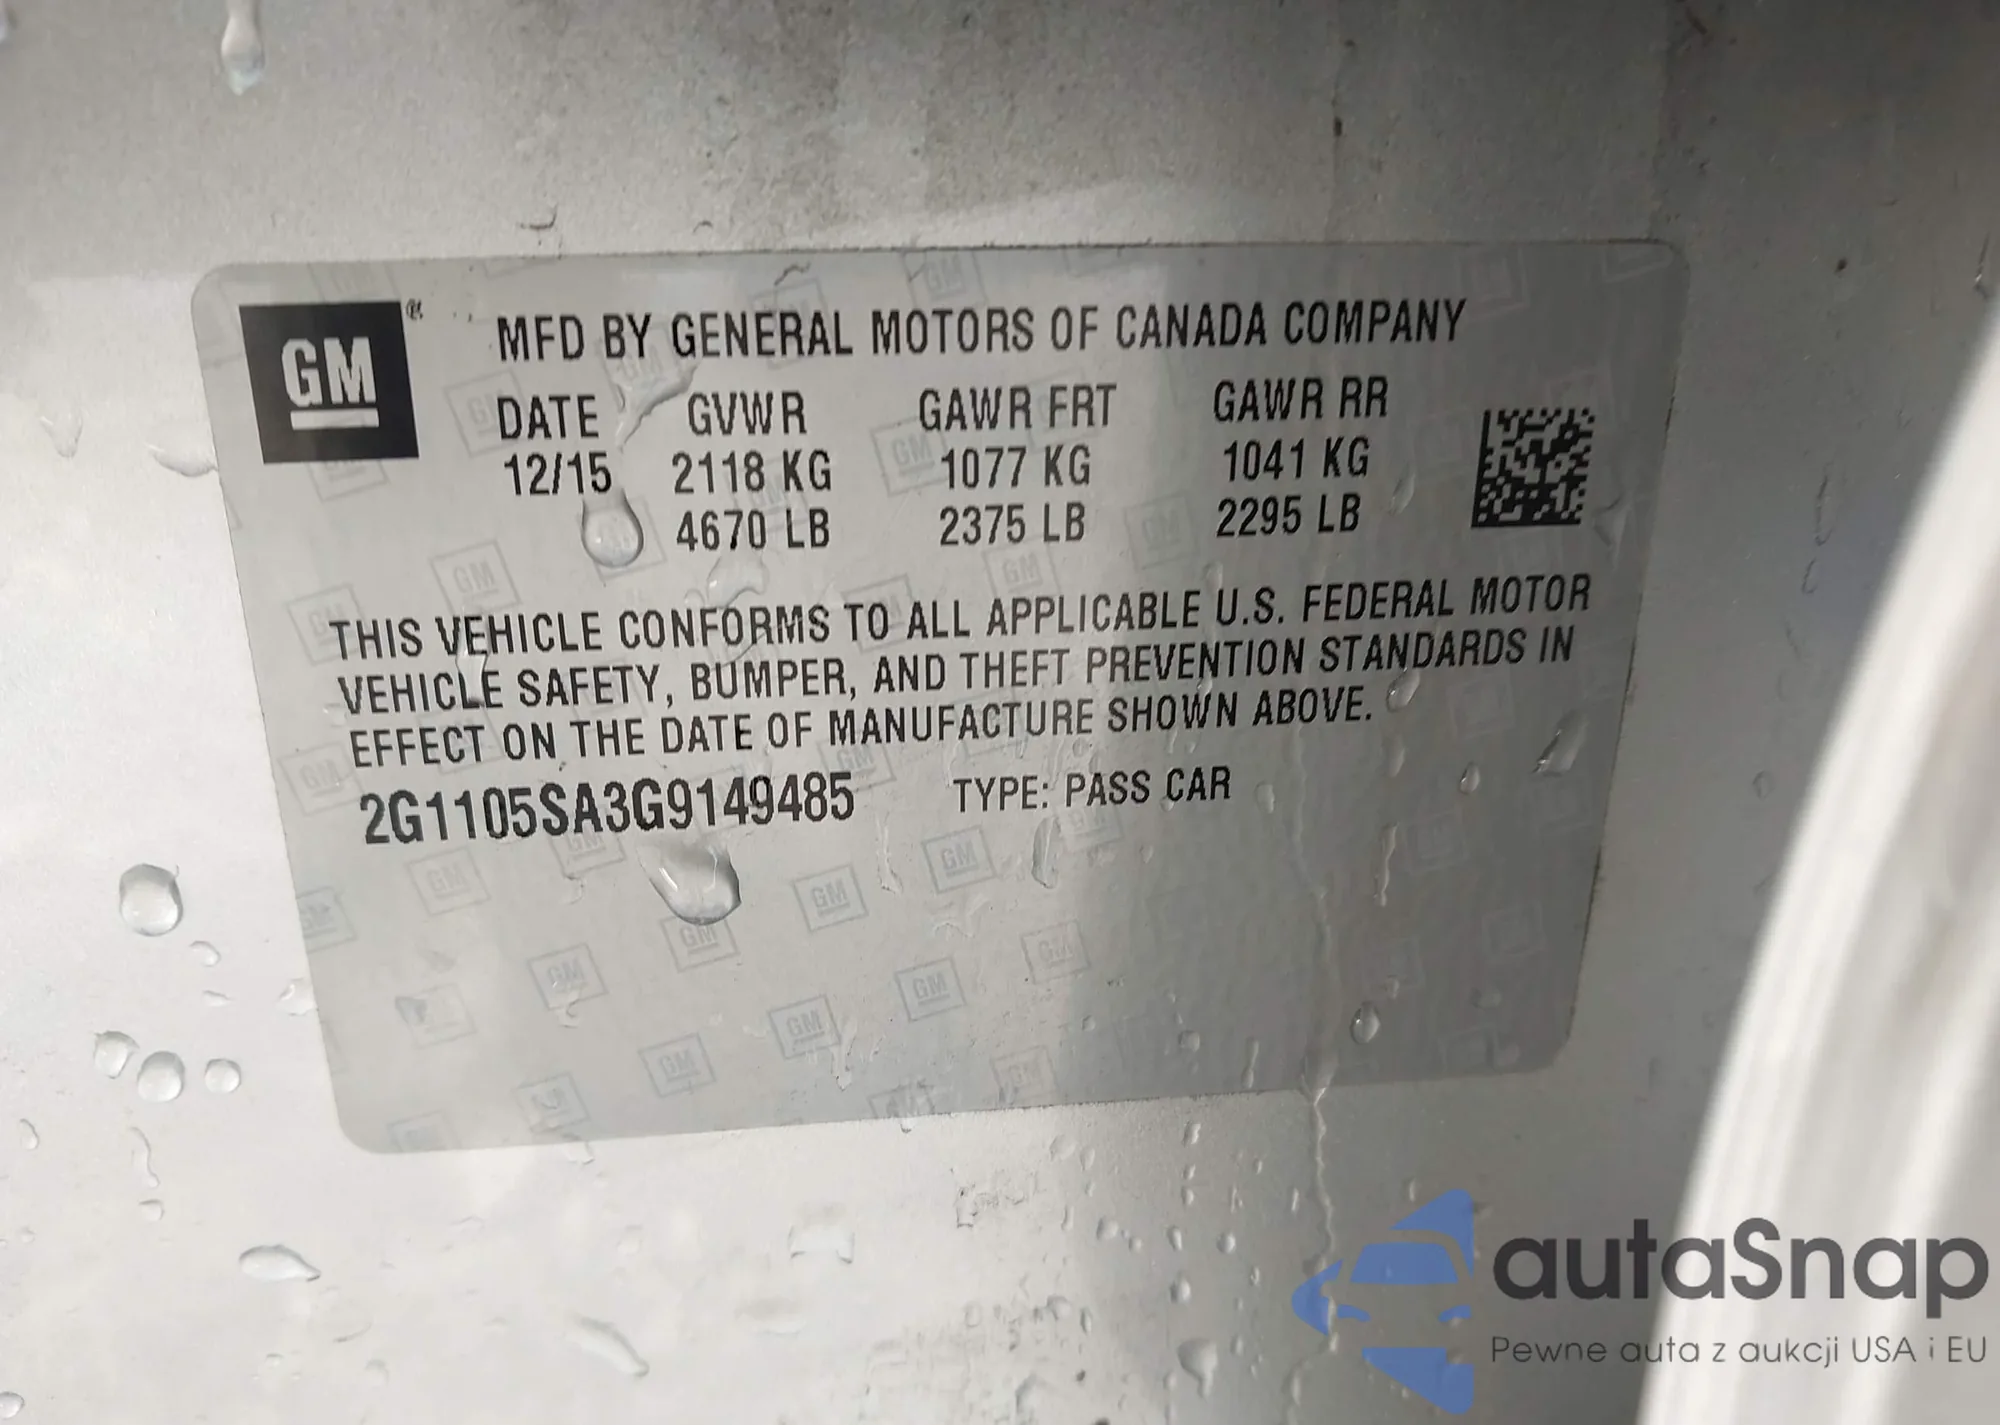 GM
MFD BY GENERAL MOTORS OF CANADA COMPANY
DATE GVWR GAWR FRT GAWR RR
12/15 2118 KG 1077 KG 1041 KG
4670 LB 2375 LB 2295 LB
THIS VEHICLE CONFORMS TO ALL APPLICABLE U.S. FEDERAL MOTOR
VEHICLE SAFETY, BUMPER, AND THEFT PREVENTION STANDARDS IN
EFFECT ON THE DATE OF MANUFACTURE SHOWN ABOVE.
2G1105SA3G9149485 TYPE: PASS CAR
autaSnap
Pewne auta z aukcji USA i EU